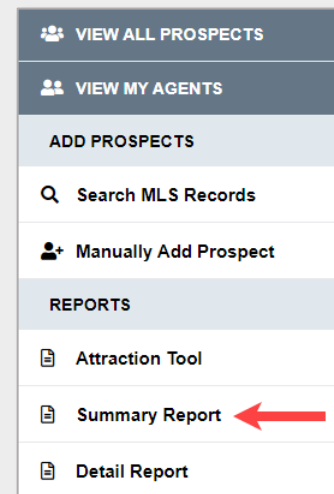 VIEW ALL PROSPECTS
VIEW MY AGENTS
ADD PROSPECTS
Search MLS Records
Manually Add Prospect
REPORTS
Attraction Tool
Summary Report
Detail Report